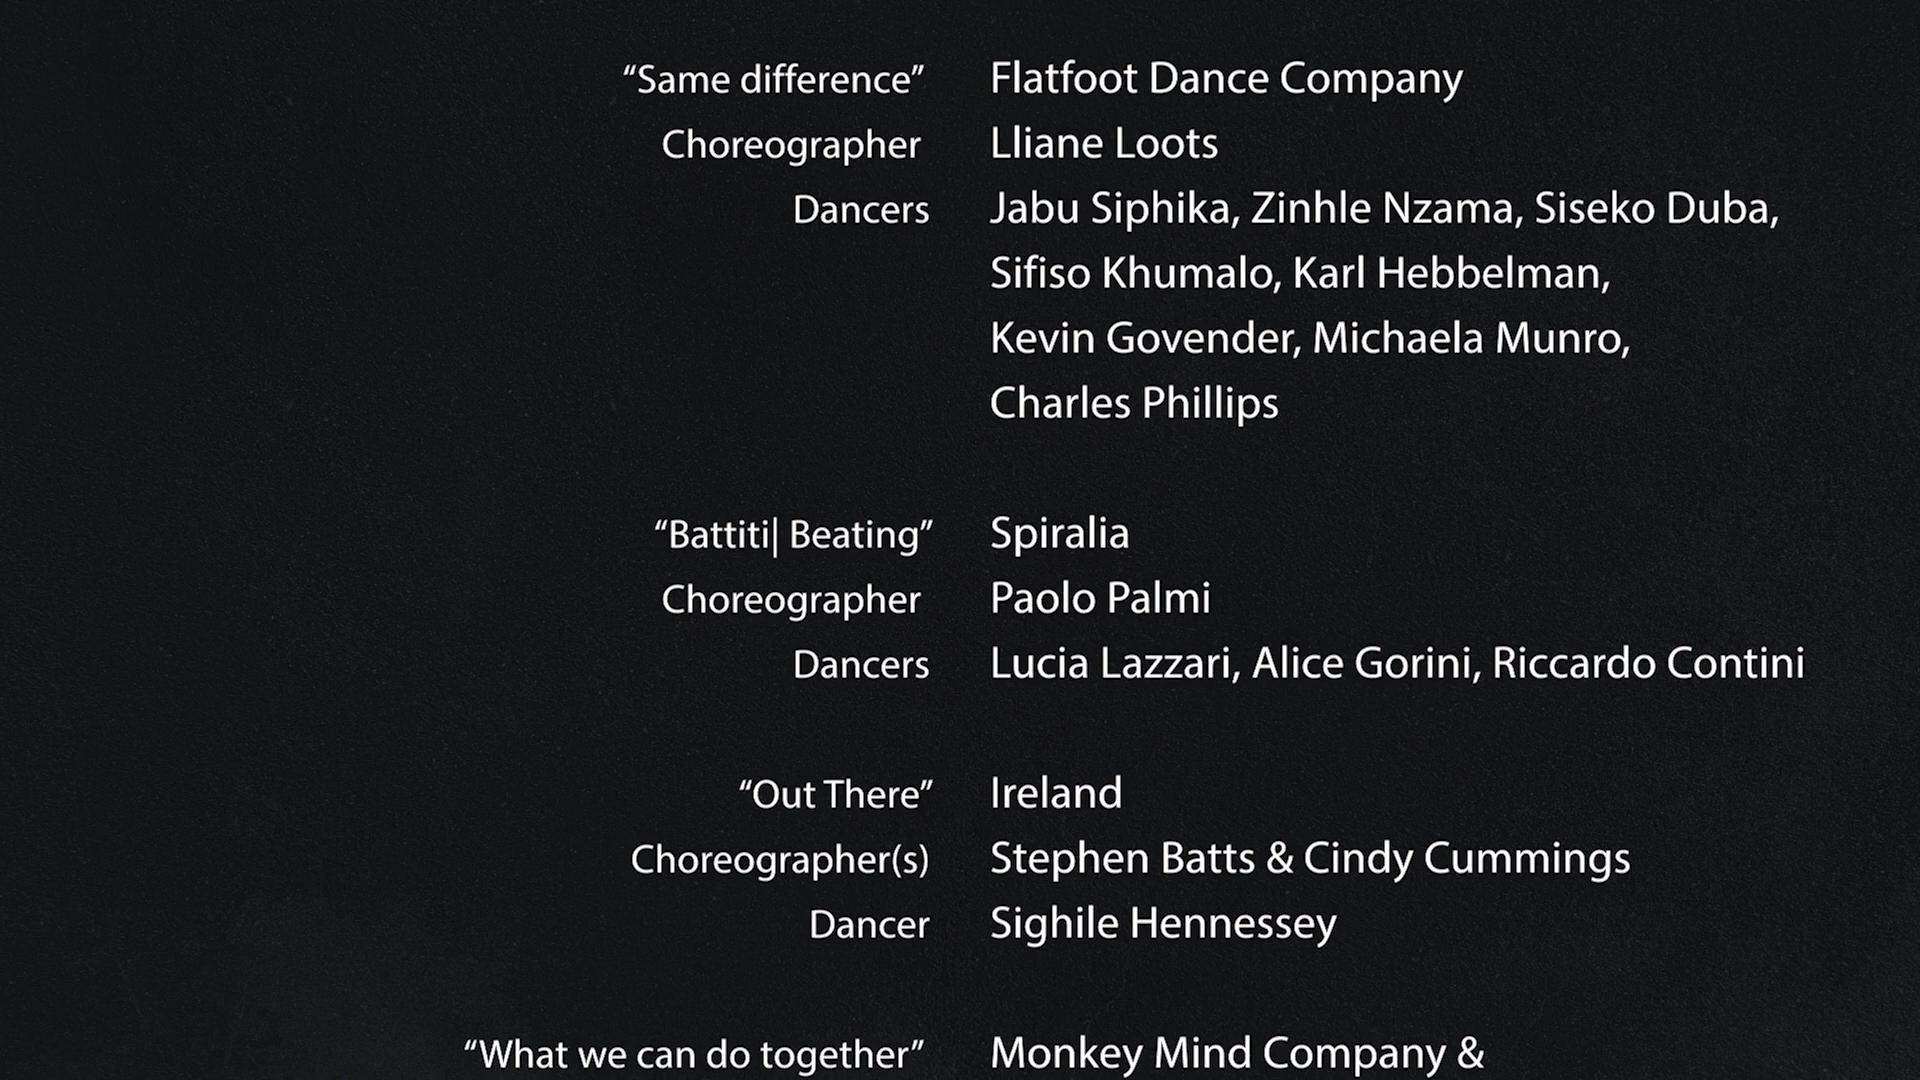 “Same difference” Flatfoot Dance Company
Choreographer Lliane Loots
Dancers Jabu Siphika, Zinhle Nzama, Siseko Duba,
Sifiso Khumalo, Karl Hebbelman,
Kevin Govender, Michaela Munro,
Charles Phillips
“Battiti| Beating” Spiralia
Choreographer Paolo Palmi
Dancers Lucia Lazzari, Alice Gorini, Riccardo Contini
“Out There” Ireland
Choreographer(s) Stephen Batts & Cindy Cummings
Dancer Sighile Hennessey
“What we can do together” Monkey Mind Company &